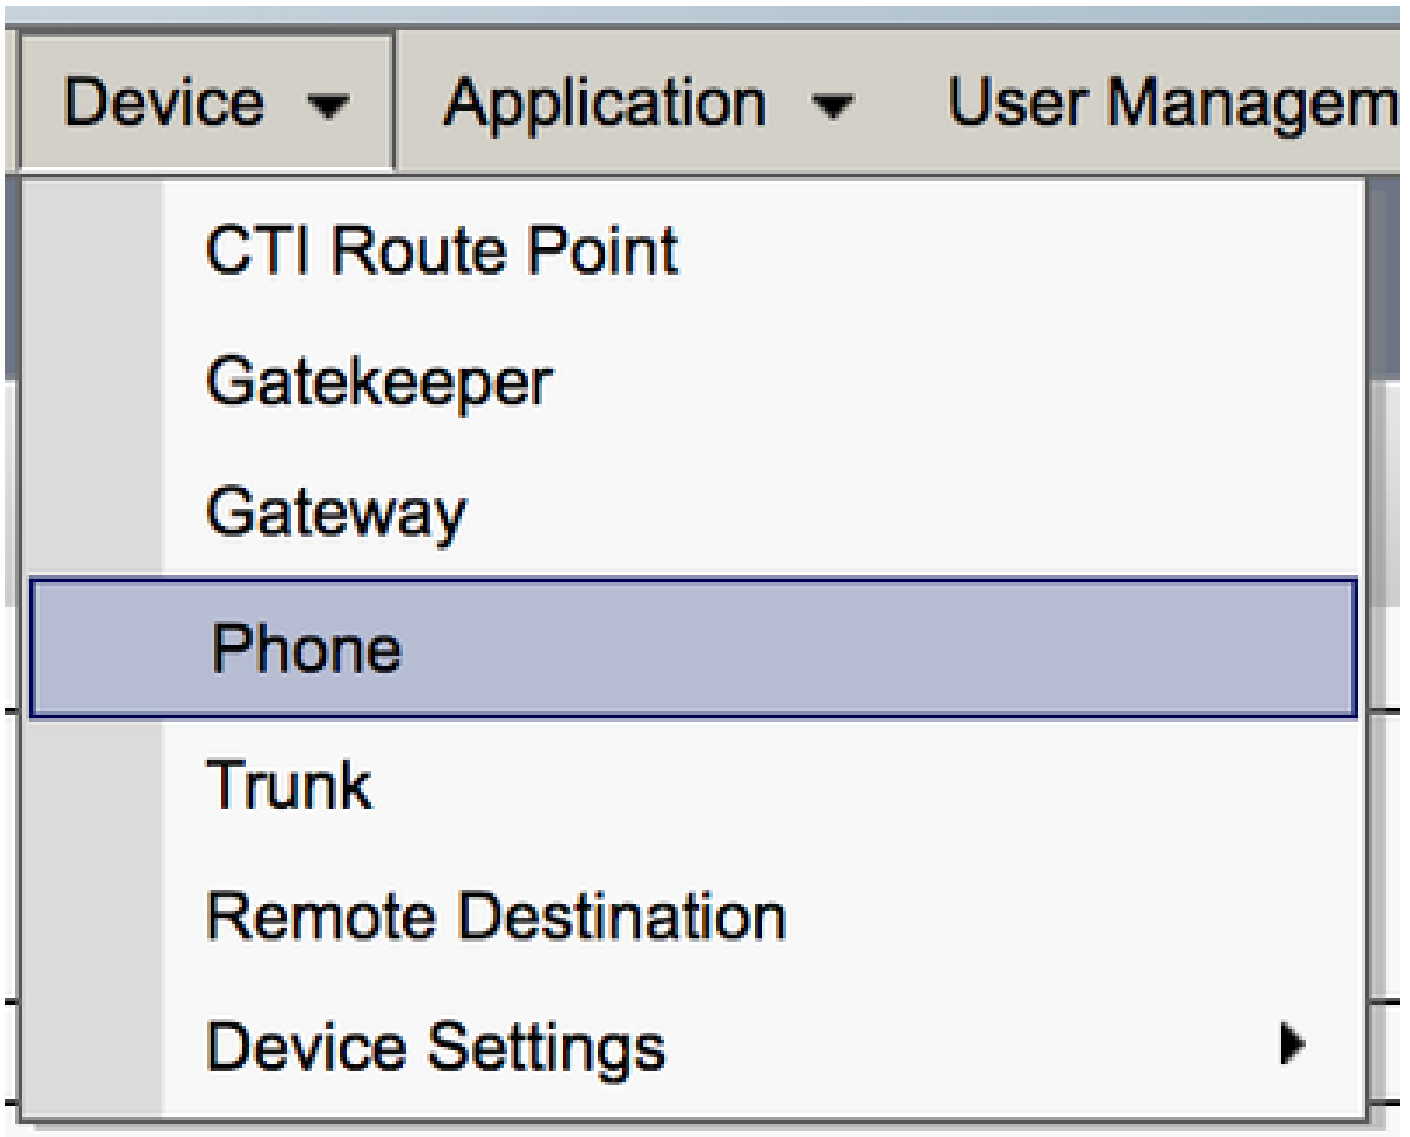 Device Application User Managem
CTI Route Point
Gatekeeper
Gateway
Phone
Trunk
Remote Destination
Device Settings